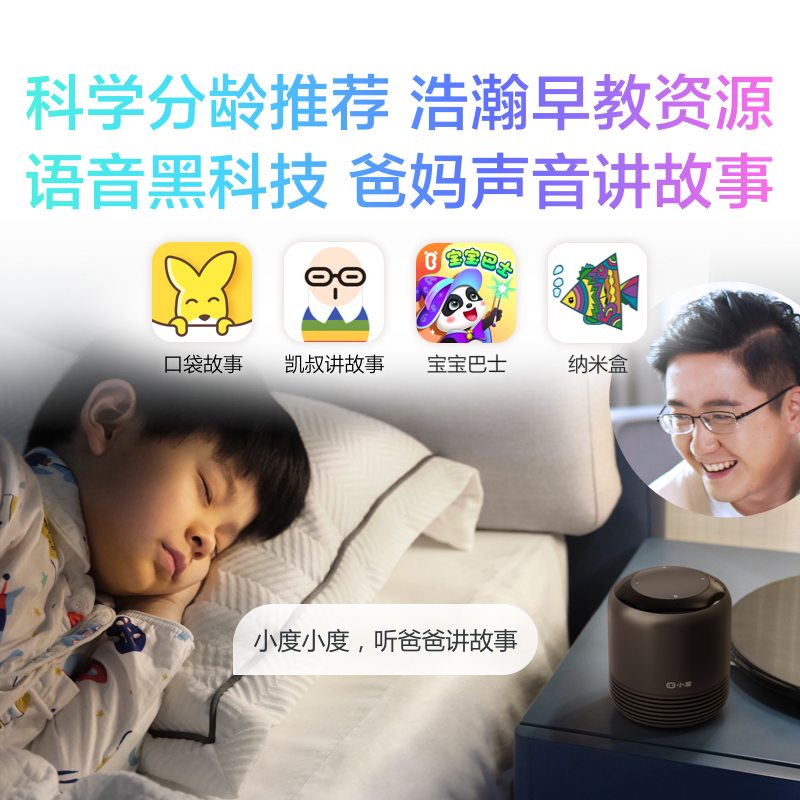 科学分龄推荐 浩瀚早教资源
语音黑科技 爸妈声音讲故事
宝宝巴士
口袋故事 凯叔讲故事 宝宝巴士 纳米盒
小度小度，听爸爸讲故事
小度